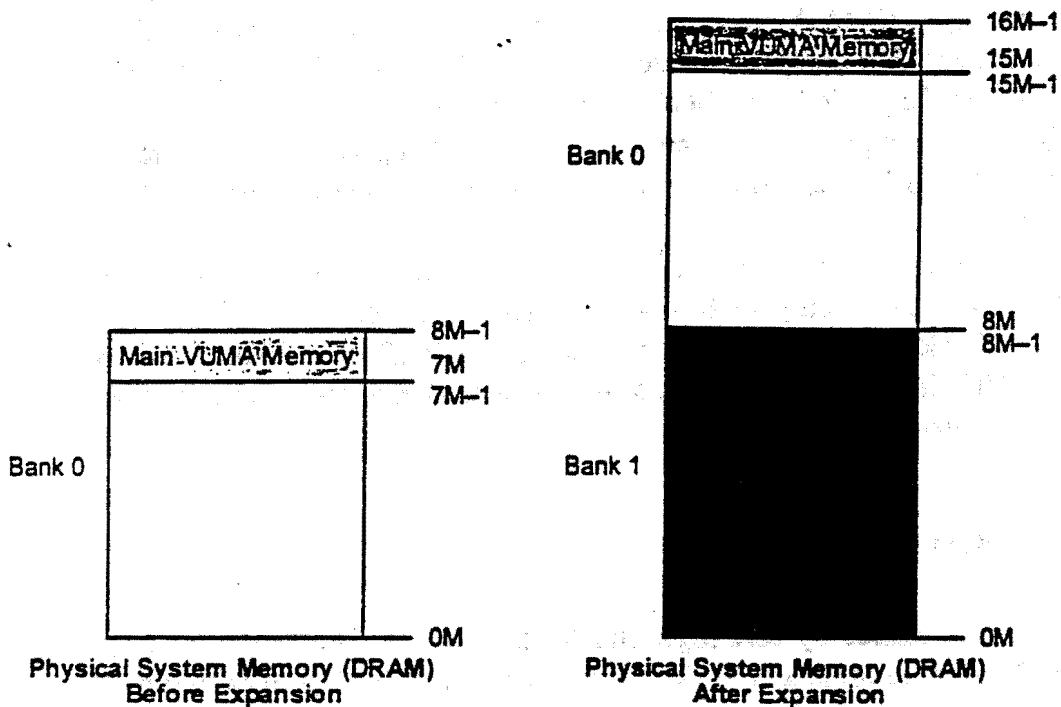 8M–1
Main VUMA Memory
7M
7M–1
Bank 0
0M
Physical System Memory (DRAM)
Before Expansion
16M–1
Main VUMA Memory
15M
15M–1
Bank 0
8M
8M–1
Bank 1
0M
Physical System Memory (DRAM)
After Expansion